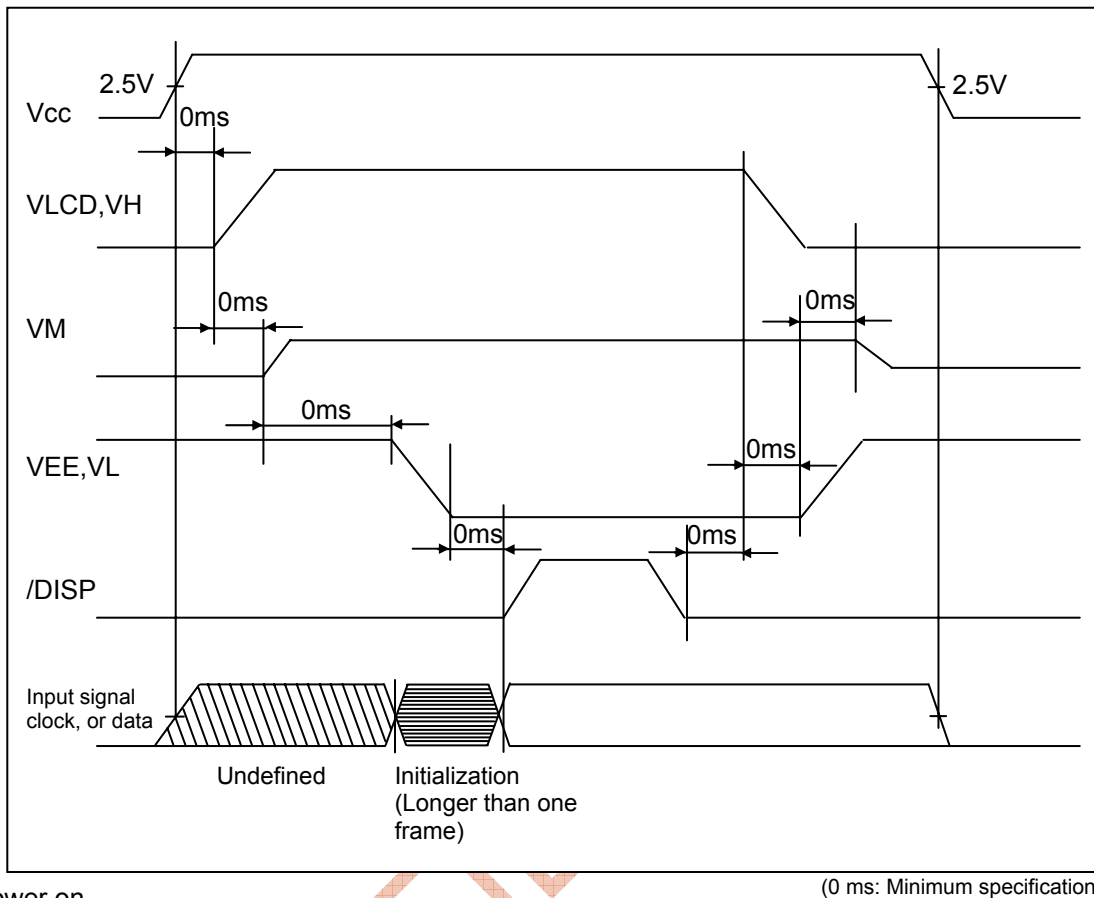 2.5V
2.5V
Vcc
0ms
VLCD,VH
0ms
0ms
VM
0ms
VEE,VL
0ms
0ms
0ms
/DISP
Input signal
clock, or data
Undefined
Initialization
(Longer than one
frame)
(0 ms: Minimum specification
on